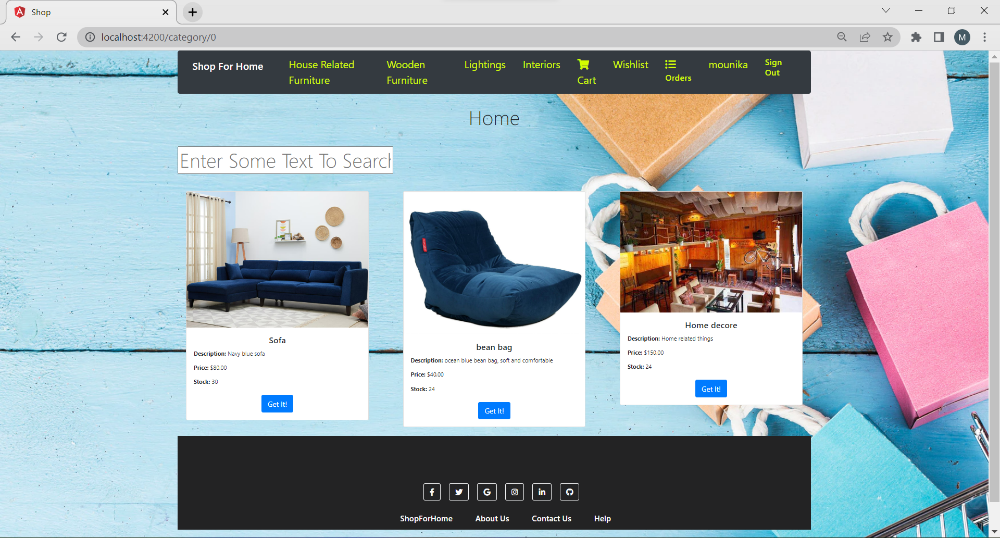 Shop
localhost:4200/category/0
M
Shop For Home
House Related
Furniture
Wooden
Furniture
Lightings
Interiors
Cart
Wishlist
Orders
mounika
Sign
Out
Home
Enter Some Text To Search
Sofa
Description: Navy blue sofa
Price: $80.00
Stock: 30
Get It!
bean bag
Description: ocean blue bean bag, soft and comfortable
Price: $40.00
Stock: 24
Get It!
Home decore
Description: Home related things
Price: $150.00
Stock: 24
Get It!
ShopForHome
About Us
Contact Us
Help